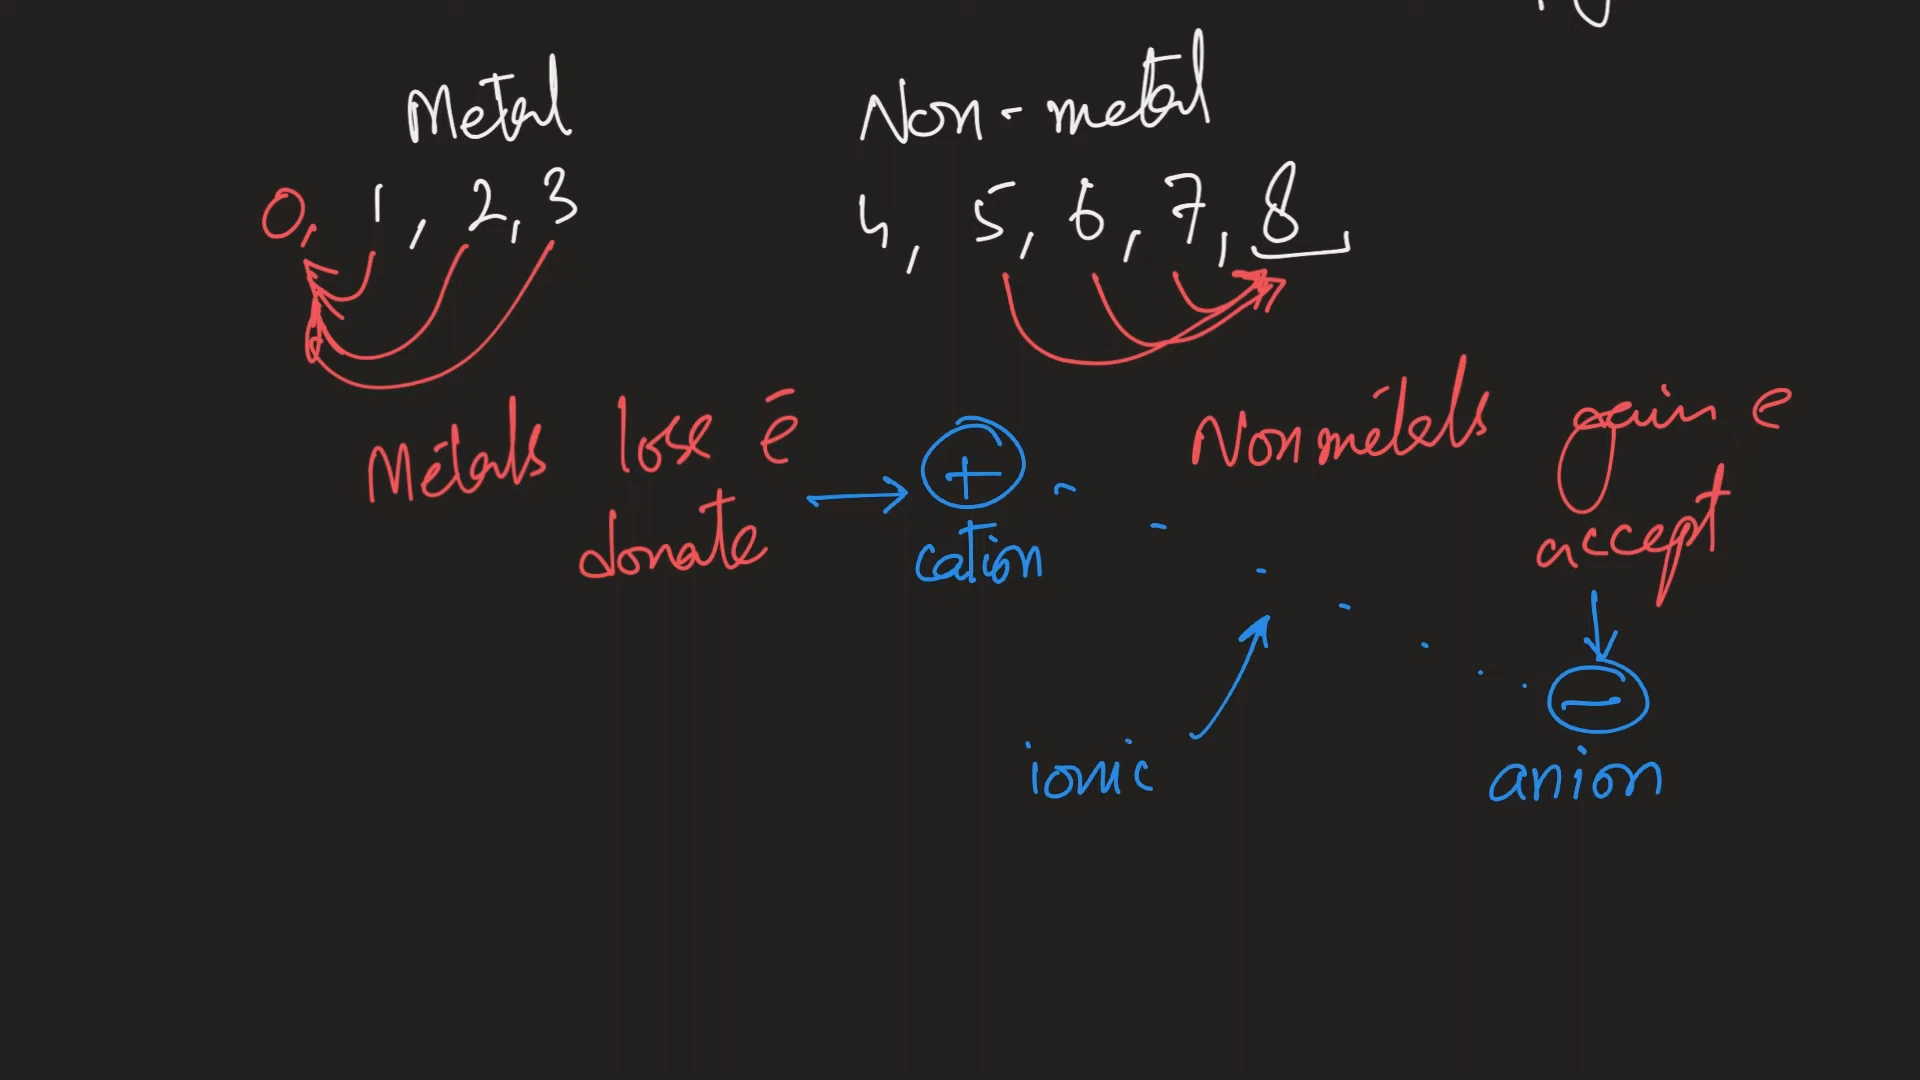 Metal
Non-metal
0, 1, 2, 3
4, 5, 6, 7, 8
Metals lose e̅
donate
+
cation
Nonmetals gain e
accept
−
anion
ionic